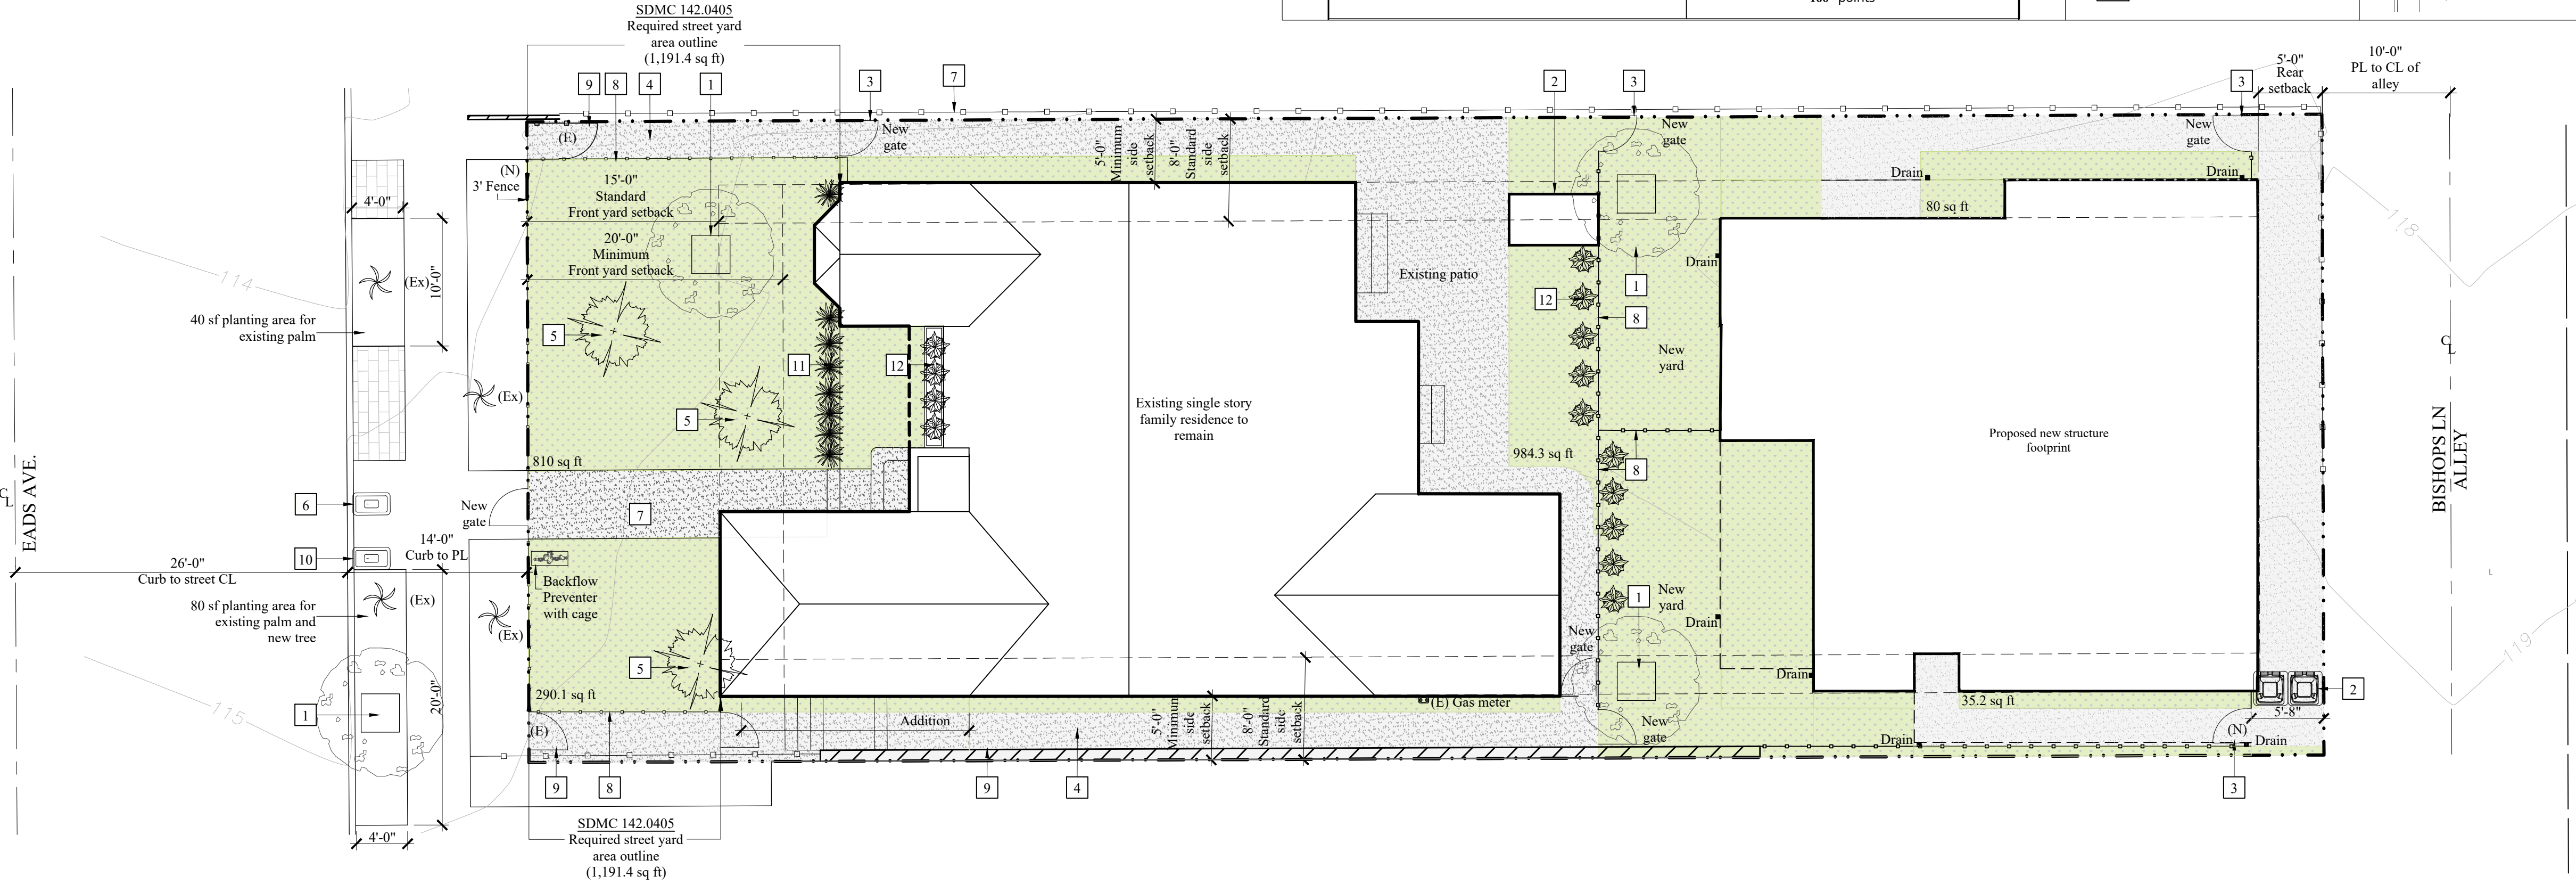 SDMC 142.0405
Required street yard
area outline
(1,191.4 sq ft)
points
5'-0"
Rear
setback
10'-0"
PL to CL of
alley
9
8
4
1
3
7
2
3
3
(E)
New
gate
5'-0"
Minimum
side
setback
8'-0"
Standard
side
setback
New
gate
New
gate
(N)
3' Fence
15'-0"
Standard
Front yard setback
20'-0"
Minimum
Front yard setback
4'-0"
10'-0"
(Ex)
40 sf planting area for
existing palm
114
5
5
11
12
(Ex)
810 sq ft
Existing patio
12
Drain
1
8
New
yard
Drain
Drain
80 sq ft
118
Existing single story
family residence to
remain
Proposed new structure
footprint
984.3 sq ft
8
EADS AVE.
CL
6
10
New
gate
7
14'-0"
Curb to PL
26'-0"
Curb to street CL
80 sf planting area for
existing palm and
new tree
(Ex)
(Ex)
Backflow
Preventer
with cage
5
290.1 sq ft
1
20'-0"
4'-0"
115
(E)
Addition
5'-0"
Minimum
side
setback
8'-0"
Standard
side
setback
(E) Gas meter
New
gate
1
New
yard
Drain
Drain
New
gate
35.2 sq ft
Drain
(N)
Drain
5'-8"
2
CL
BISHOPS LN
ALLEY
119
9
8
9
4
3
SDMC 142.0405
Required street yard
area outline
(1,191.4 sq ft)